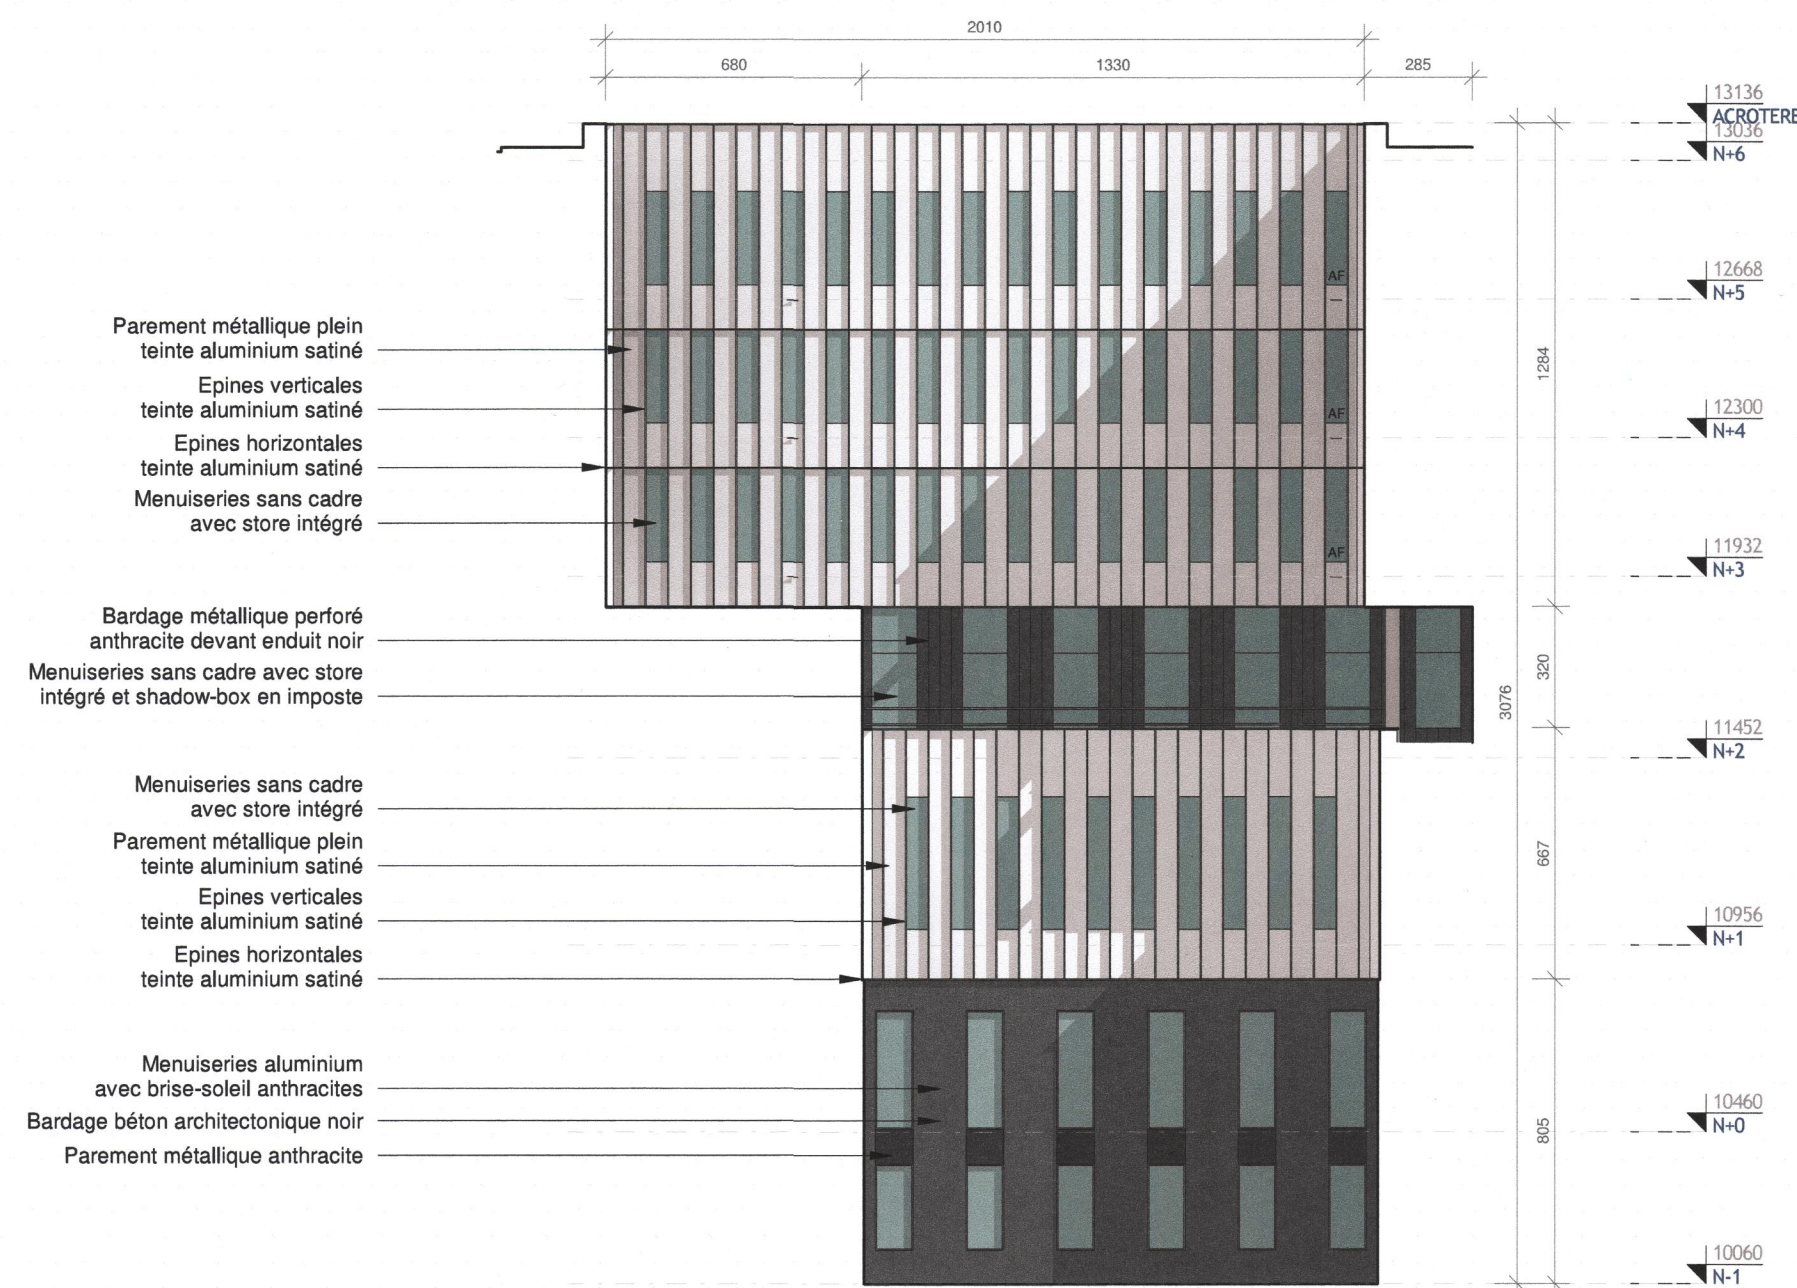 2010
680
1330
285
13136
ACROTERE
13036
N+6
12668
N+5
AF
Parement métallique plein
teinte aluminium satiné
1284
Epines verticales
teinte aluminium satiné
12300
N+4
AF
Epines horizontales
teinte aluminium satiné
Menuiseries sans cadre
avec store intégré
11932
N+3
AF
Bardage métallique perforé
anthracite devant enduit noir
Menuiseries sans cadre avec store
intégré et shadow-box en imposte
320
3076
11452
N+2
Menuiseries sans cadre
avec store intégré
Parement métallique plein
teinte aluminium satiné
667
Epines verticales
teinte aluminium satiné
10956
N+1
Epines horizontales
teinte aluminium satiné
Menuiseries aluminium
avec brise-soleil anthracites
Bardage béton architectonique noir
10460
N+0
805
Parement métallique anthracite
10060
N-1